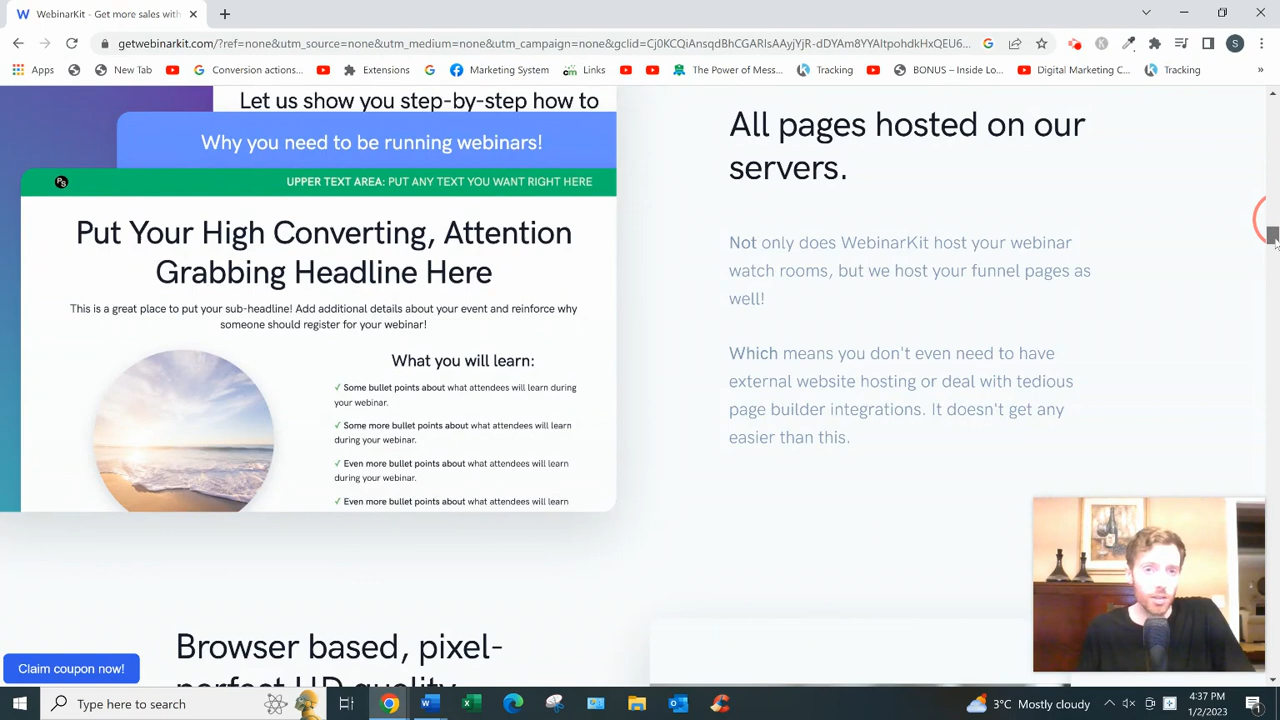 WebinarKit - Get more sales with
getwebinarkit.com/?ref=none&utm_source=none&utm_medium=none&utm_campaign=none&gclid=Cj0KCQiAnsqdBhCGARIsAAyjYjR-dDYAm8YYAltpohdkHxQEU6...
Apps
New Tab
Conversion actions...
Extensions
Marketing System
Links
The Power of Mess...
Tracking
BONUS – Inside Lo...
Digital Marketing C...
Tracking
»
Let us show you step-by-step how to
Why you need to be running webinars!
PS
UPPER TEXT AREA: PUT ANY TEXT YOU WANT RIGHT HERE
Put Your High Converting, Attention
Grabbing Headline Here
This is a great place to put your sub-headline! Add additional details about your event and reinforce why
someone should register for your webinar!
What you will learn:
✓ Some bullet points about what attendees will learn during
your webinar.
✓ Some more bullet points about what attendees will learn
during your webinar.
✓ Even more bullet points about what attendees will learn
during your webinar.
✓ Even more bullet points about what attendees will learn
All pages hosted on our
servers.
Not only does WebinarKit host your webinar
watch rooms, but we host your funnel pages as
well!
Which means you don't even need to have
external website hosting or deal with tedious
page builder integrations. It doesn't get any
easier than this.
Browser based, pixel-
perfect HD quality
Claim coupon now!
Type here to search
3°C Mostly cloudy
4:37 PM
1/2/2023